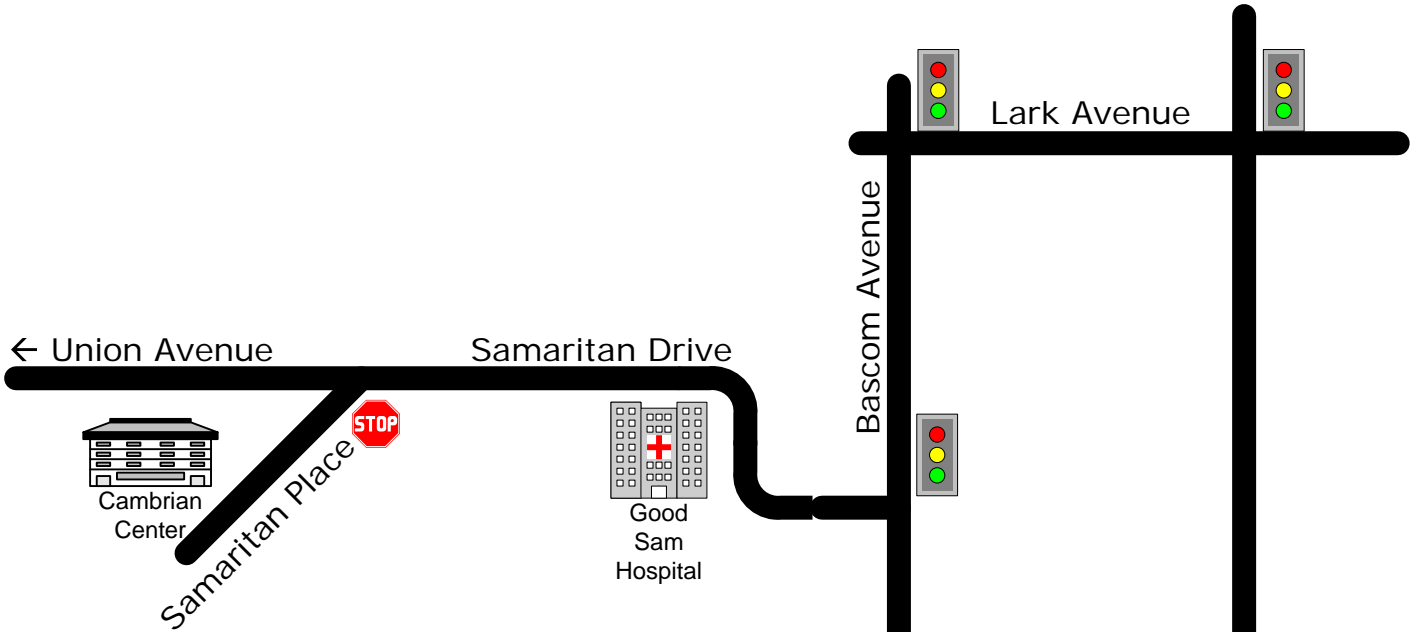 Lark Avenue
Bascom Avenue
← Union Avenue
Samaritan Drive
STOP
Samaritan Place
Cambrian
Center
Good
Sam
Hospital